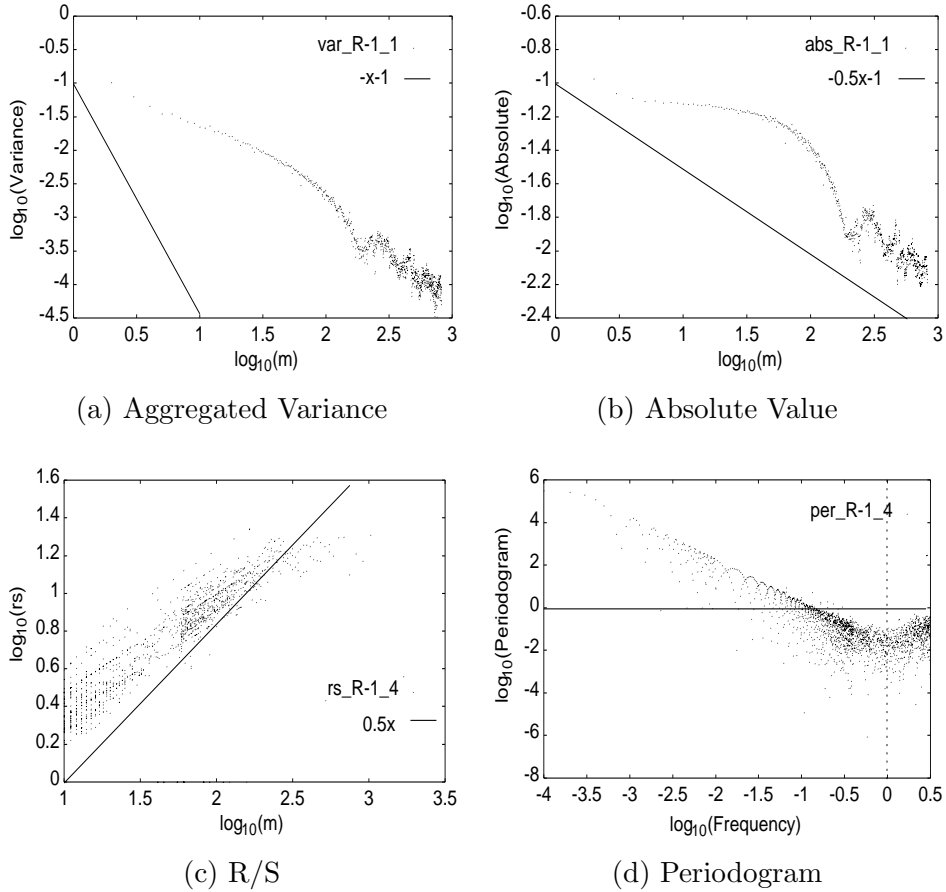 0
-0.5
-1
-1.5
-2
-2.5
-3
-3.5
-4
-4.5
log10(Variance)
var_R-1_1
-x-1
0 0.5 1 1.5 2 2.5 3
log10(m)
(a) Aggregated Variance
-0.8
-1
-1.2
-1.4
-1.6
-1.8
-2
-2.2
-2.4
log10(Absolute)
abs_R-1_1
-0.5x-1
0 0.5 1 1.5 2 2.5 3
log10(m)
(b) Absolute Value
1.6
1.4
1.2
1
0.8
0.6
0.4
0.2
0
log10(rs)
rs_R-1_4
0.5x
1 1.5 2 2.5 3 3.5
log10(m)
(c) R/S
6
4
2
0
-2
-4
-6
-8
log10(Periodogram)
per_R-1_4
-4 -3.5 -3 -2.5 -2 -1.5 -1 -0.5 0 0.5
log10(Frequency)
(d) Periodogram